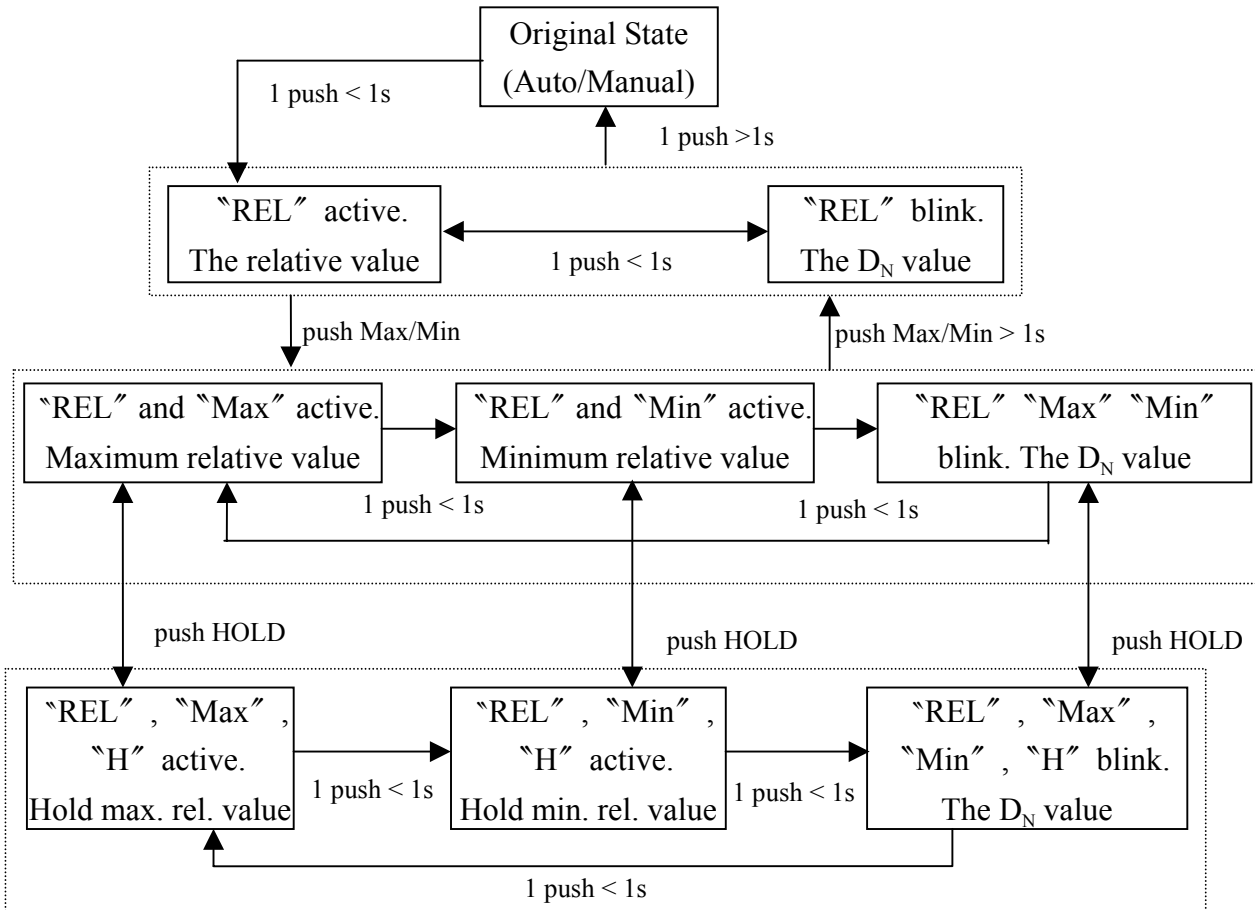 Original State
(Auto/Manual)
1 push < 1s
1 push >1s
〝REL〞 active.
The relative value
1 push < 1s
〝REL〞 blink.
The D_N value
push Max/Min
push Max/Min > 1s
〝REL〞 and 〝Max〞 active.
Maximum relative value
〝REL〞 and 〝Min〞 active.
Minimum relative value
〝REL〞 〝Max〞 〝Min〞
blink. The D_N value
1 push < 1s
1 push < 1s
push HOLD
push HOLD
push HOLD
〝REL〞 , 〝Max〞 ,
〝H〞 active.
Hold max. rel. value
1 push < 1s
〝REL〞 , 〝Min〞 ,
〝H〞 active.
Hold min. rel. value
1 push < 1s
〝REL〞 , 〝Max〞 ,
〝Min〞 , 〝H〞 blink.
The D_N value
1 push < 1s